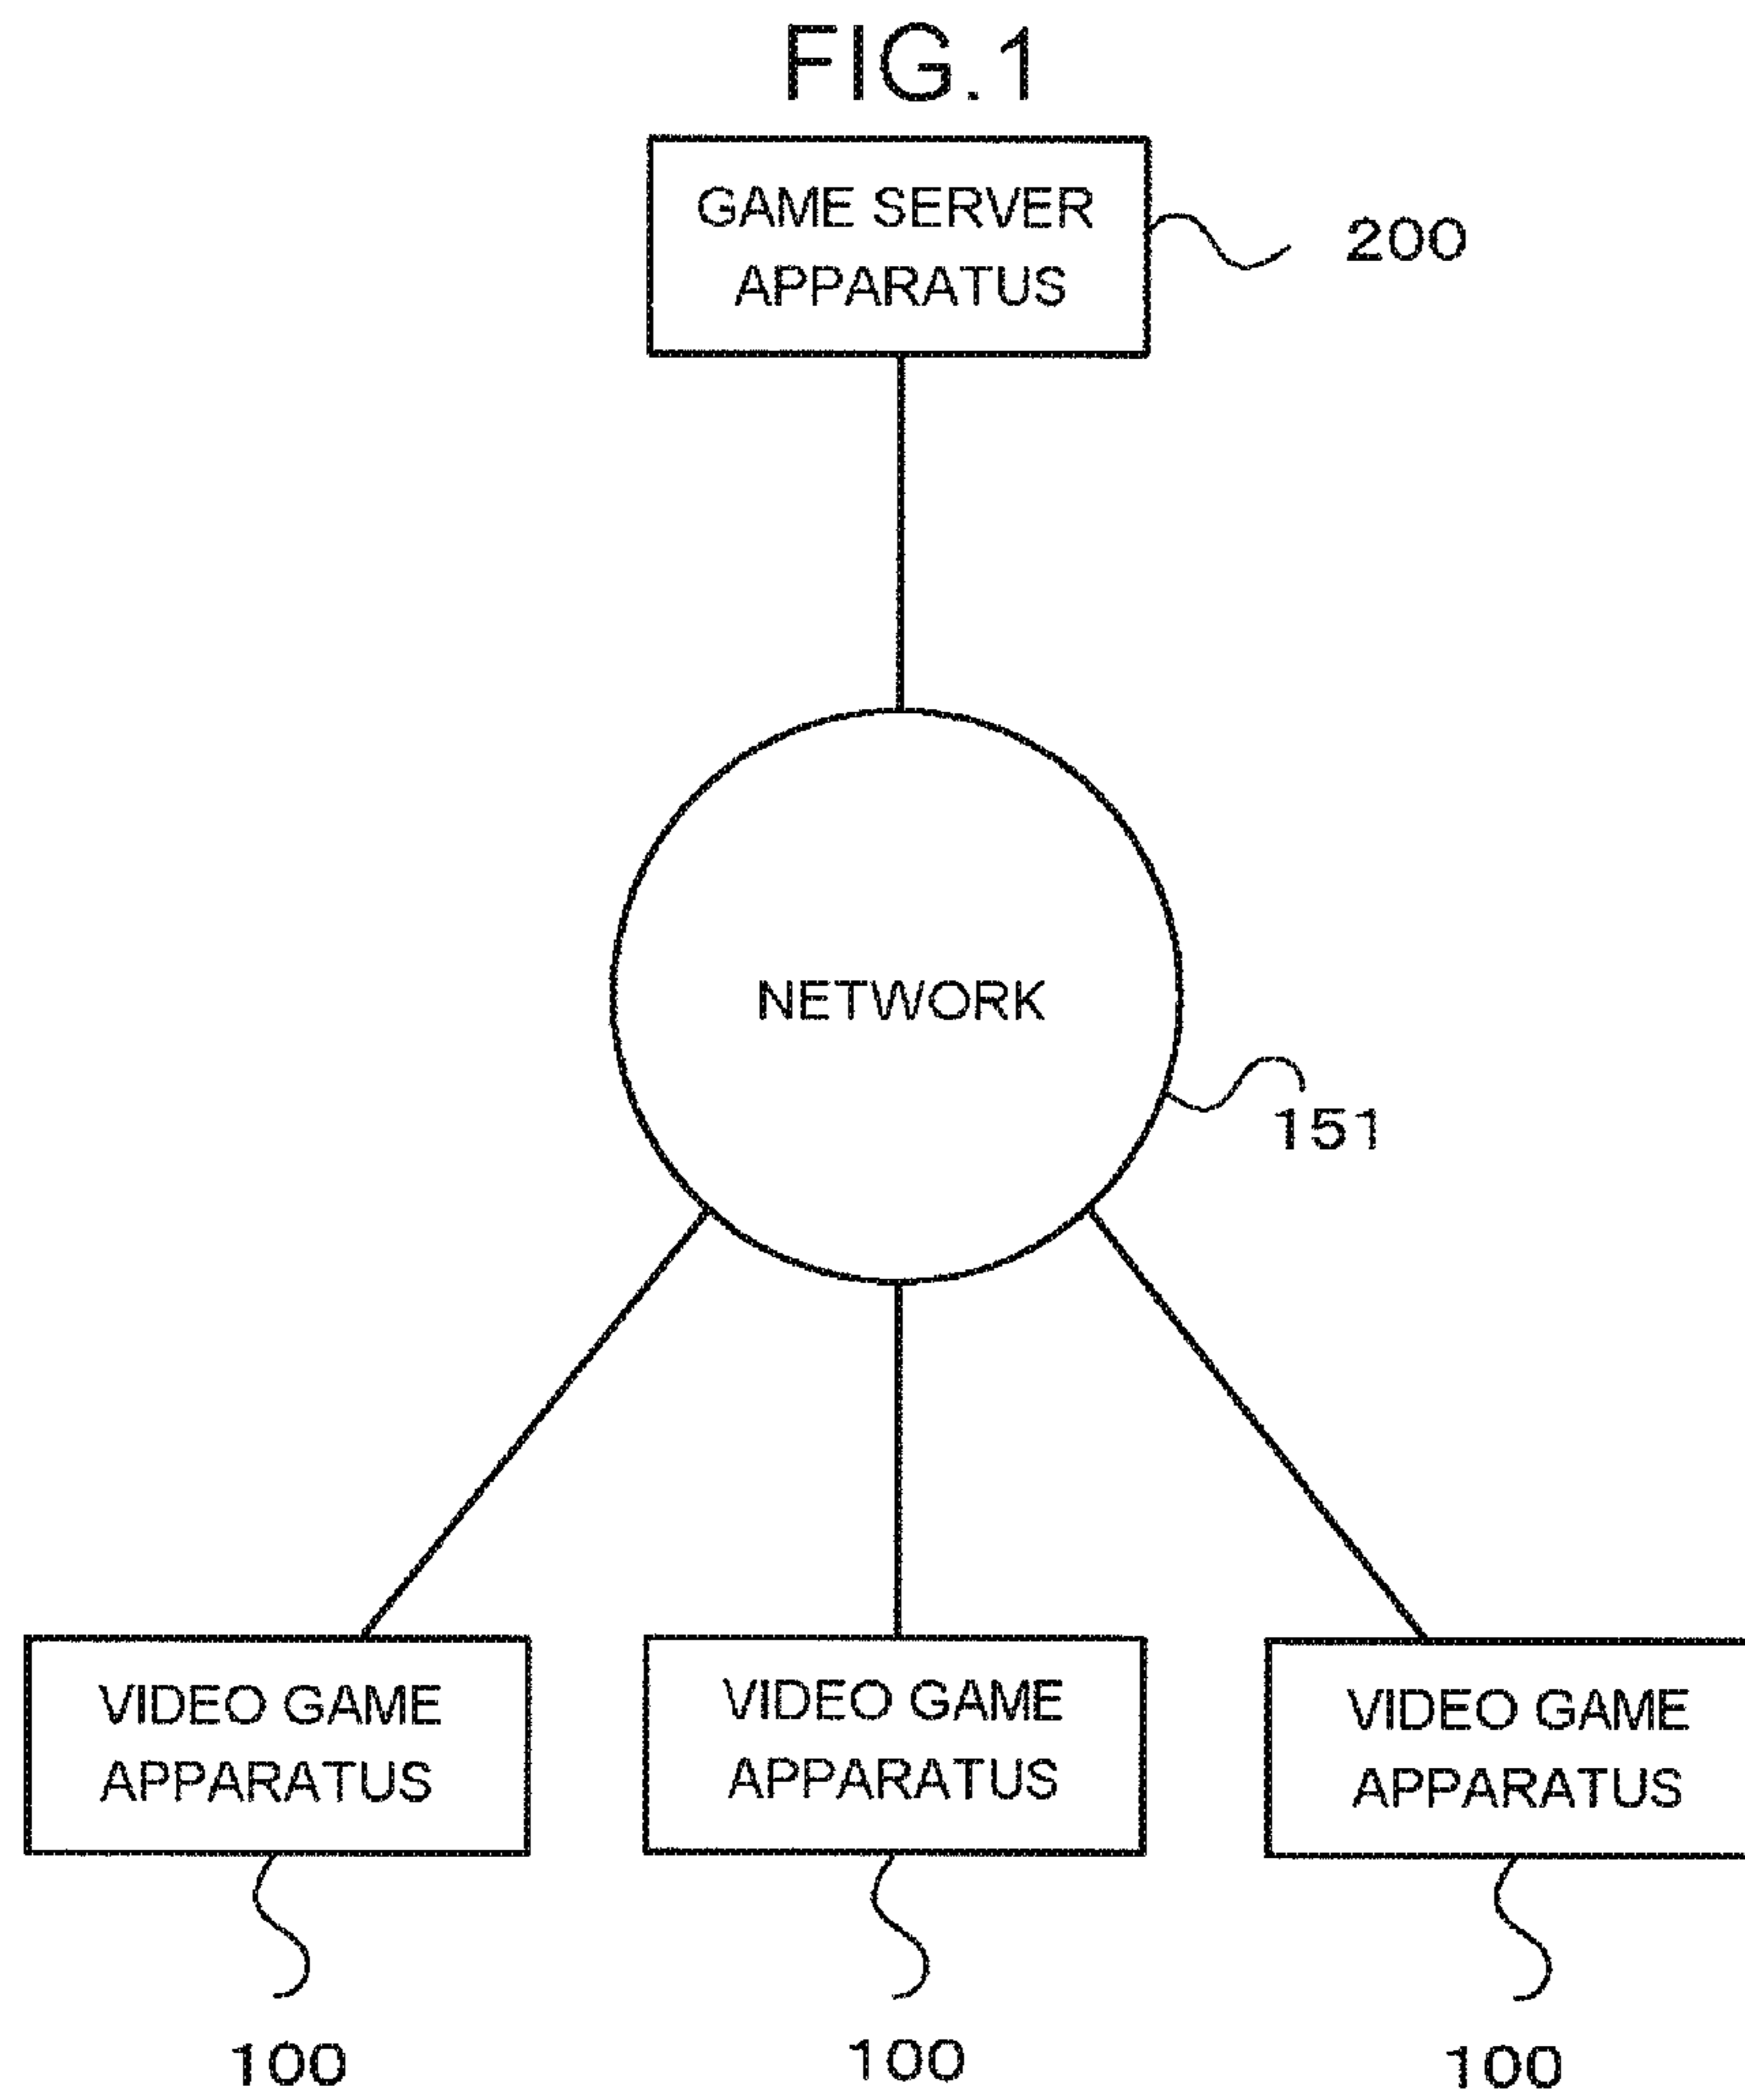 FIG.1
GAME SERVER
APPARATUS
200
NETWORK
151
VIDEO GAME
APPARATUS
VIDEO GAME
APPARATUS
VIDEO GAME
APPARATUS
100
100
100